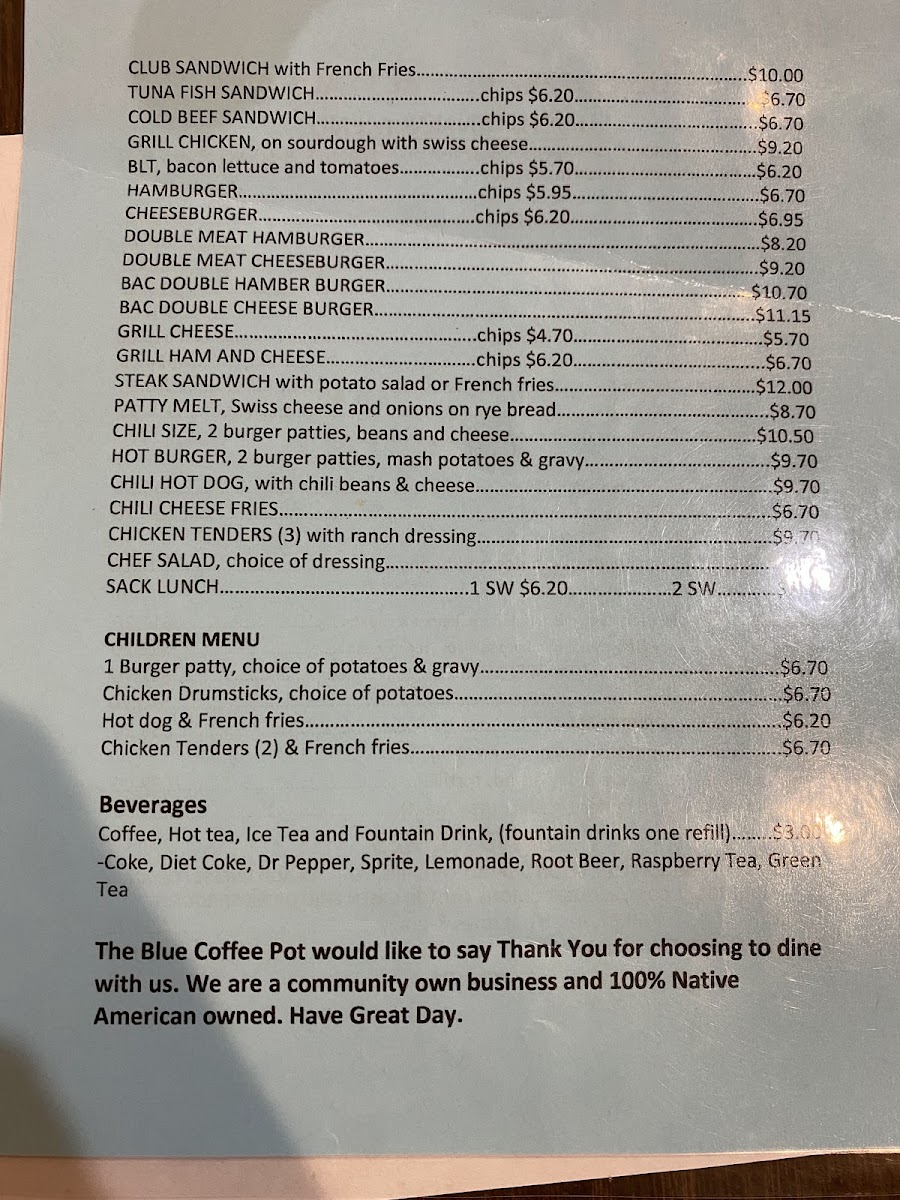 CLUB SANDWICH with French Fries..........$10.00
TUNA FISH SANDWICH..........chips $6.20..........$6.70
COLD BEEF SANDWICH..........chips $6.20..........$6.70
GRILL CHICKEN, on sourdough with swiss cheese..........$9.20
BLT, bacon lettuce and tomatoes..........chips $5.70..........$6.20
HAMBURGER..........chips $5.95..........$6.70
CHEESEBURGER..........chips $6.20..........$6.95
DOUBLE MEAT HAMBURGER..........$8.20
DOUBLE MEAT CHEESEBURGER..........$9.20
BAC DOUBLE HAMBER BURGER..........$10.70
BAC DOUBLE CHEESE BURGER..........$11.15
GRILL CHEESE..........chips $4.70..........$5.70
GRILL HAM AND CHEESE..........chips $6.20..........$6.70
STEAK SANDWICH with potato salad or French fries..........$12.00
PATTY MELT, Swiss cheese and onions on rye bread..........$8.70
CHILI SIZE, 2 burger patties, beans and cheese..........$10.50
HOT BURGER, 2 burger patties, mash potatoes & gravy..........$9.70
CHILI HOT DOG, with chili beans & cheese..........$9.70
CHILI CHEESE FRIES..........$6.70
CHICKEN TENDERS (3) with ranch dressing..........$9.70
CHEF SALAD, choice of dressing..........
SACK LUNCH..........1 SW $6.20..........2 SW..........
CHILDREN MENU
1 Burger patty, choice of potatoes & gravy..........$6.70
Chicken Drumsticks, choice of potatoes..........$6.70
Hot dog & French fries..........$6.20
Chicken Tenders (2) & French fries..........$6.70
Beverages
Coffee, Hot tea, Ice Tea and Fountain Drink, (fountain drinks one refill)........$3.00
-Coke, Diet Coke, Dr Pepper, Sprite, Lemonade, Root Beer, Raspberry Tea, Green
Tea
The Blue Coffee Pot would like to say Thank You for choosing to dine
with us. We are a community own business and 100% Native
American owned. Have Great Day.